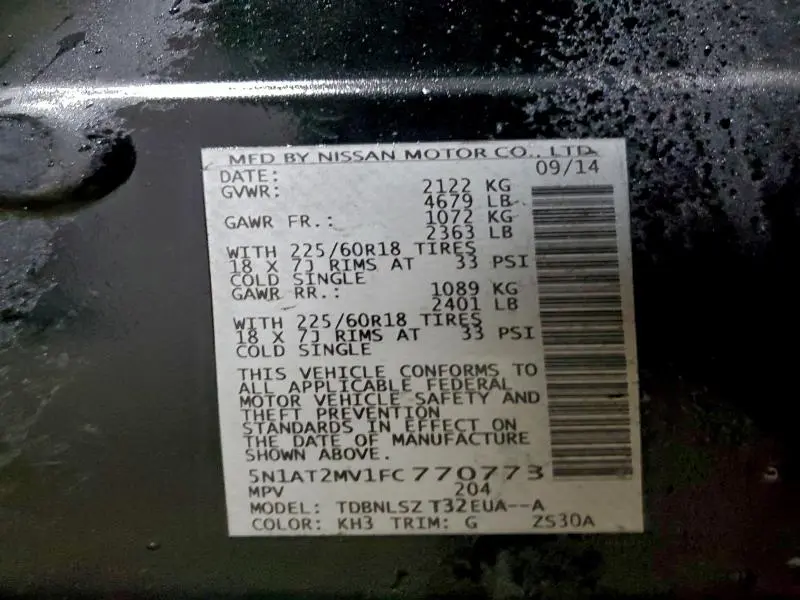 MFD BY NISSAN MOTOR CO., LTD.
DATE: 09/14
GVWR: 2122 KG
4679 LB
GAWR FR.: 1072 KG
2363 LB
WITH 225/60R18 TIRES
18 X 7J RIMS AT 33 PSI
COLD SINGLE
GAWR RR.: 1089 KG
2401 LB
WITH 225/60R18 TIRES
18 X 7J RIMS AT 33 PSI
COLD SINGLE
THIS VEHICLE CONFORMS TO
ALL APPLICABLE FEDERAL
MOTOR VEHICLE SAFETY AND
THEFT PREVENTION
STANDARDS IN EFFECT ON
THE DATE OF MANUFACTURE
SHOWN ABOVE.
5N1AT2MV1FC770773
MPV 204
MODEL: TDBNLSZ T32EUA--A
COLOR: KH3 TRIM: G ZS30A